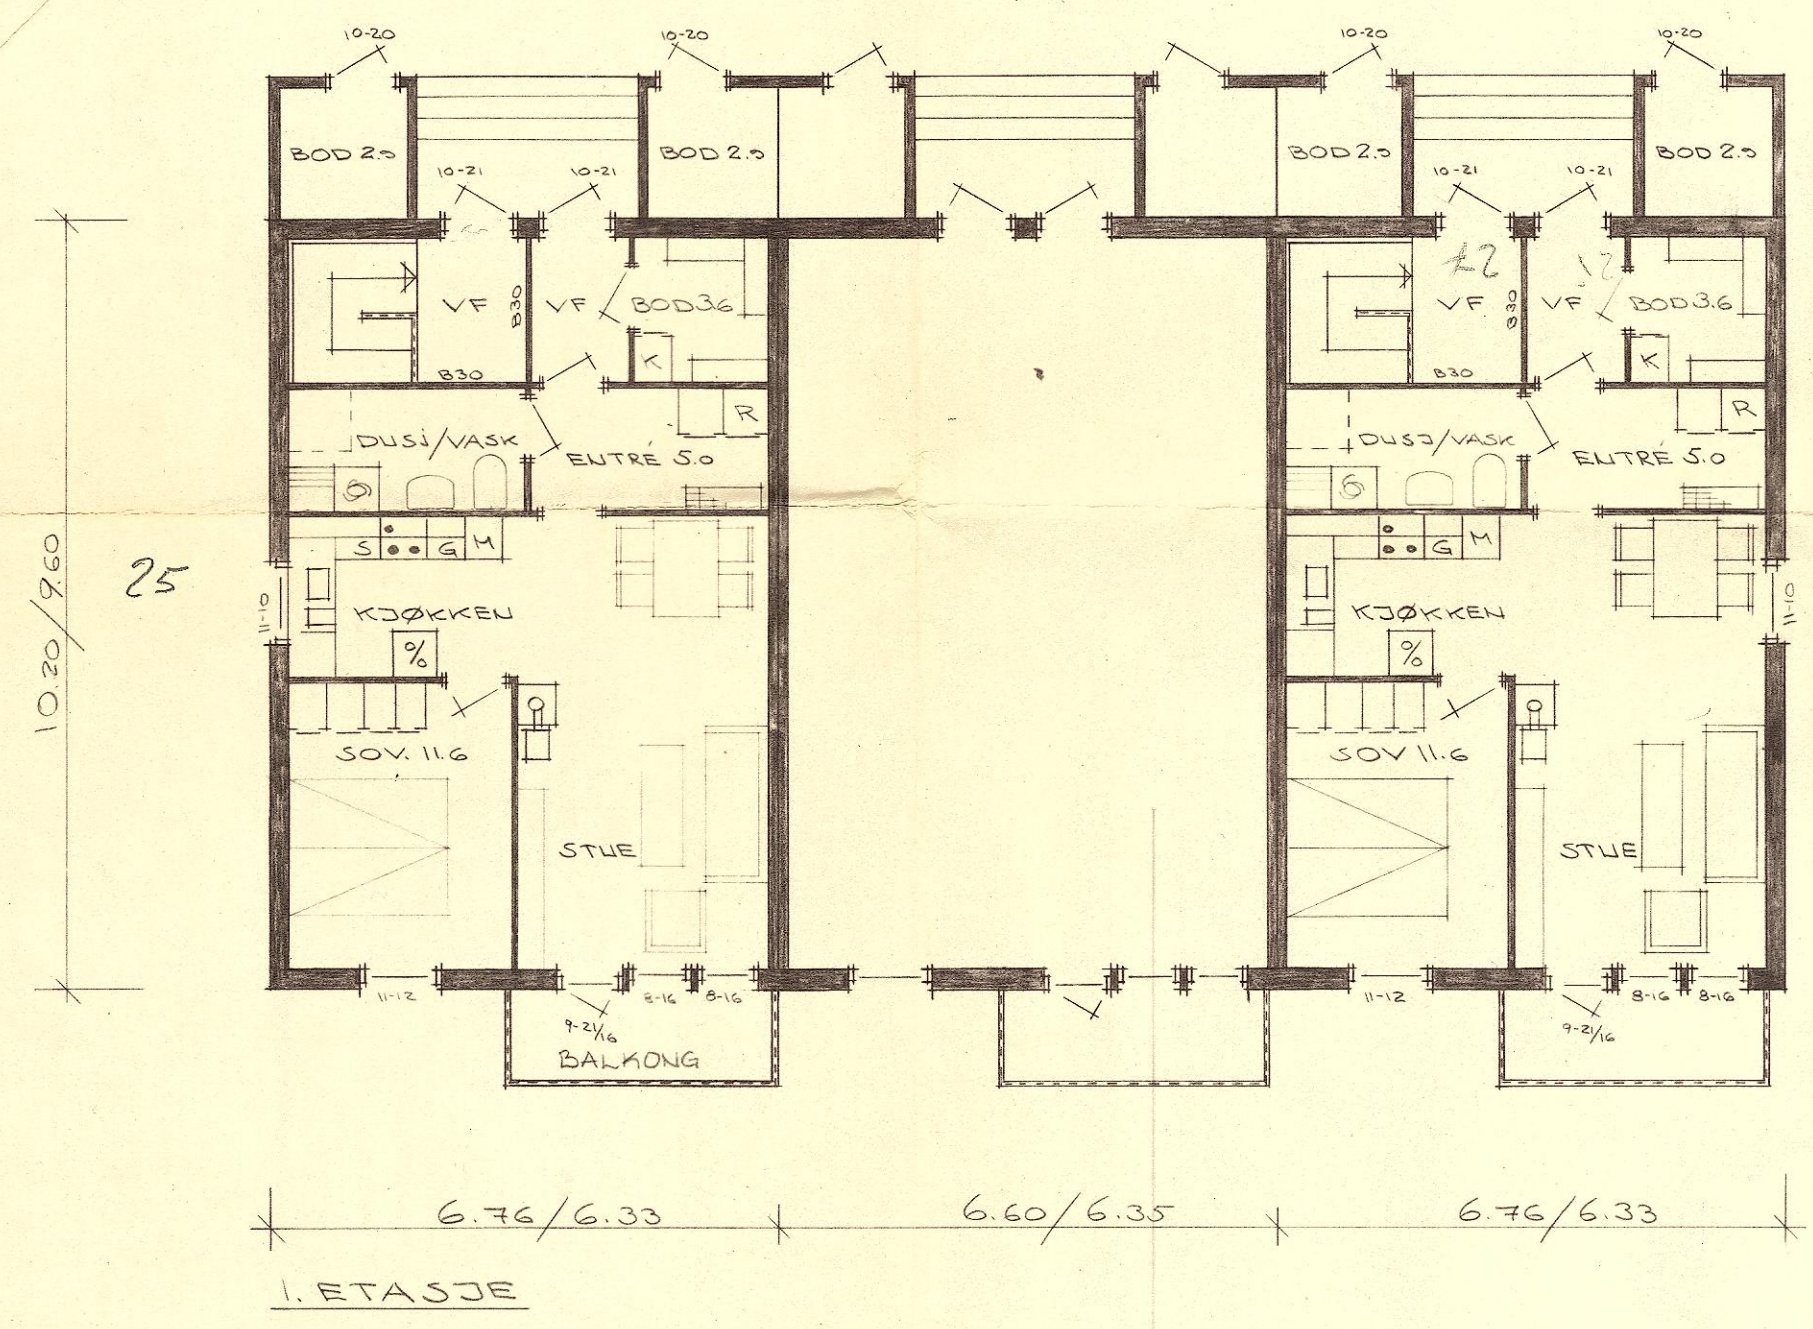 10-20 10-20 10-20 10-20
BOD 2.9 BOD 2.9 BOD 2.9 BOD 2.9
10-21 10-21 10-21 10-21
VF B30 VF BOD 3.6 VF B30 VF BOD 3.6
B30 K B30 K
R R
DUSJ/VASK ENTRÉ 5.0 DUSJ/VASK ENTRÉ 5.0
S G M G M
10.20/9.60 25 11-10 KJØKKEN KJØKKEN 11-10
% %
SOV. 11.6 SOV 11.6
STUE STUE
11-12 8-16 8-16 11-12 8-16 8-16
9-21/16 9-21/16
BALKONG
6.76/6.33 6.60/6.35 6.76/6.33
1. ETASJE